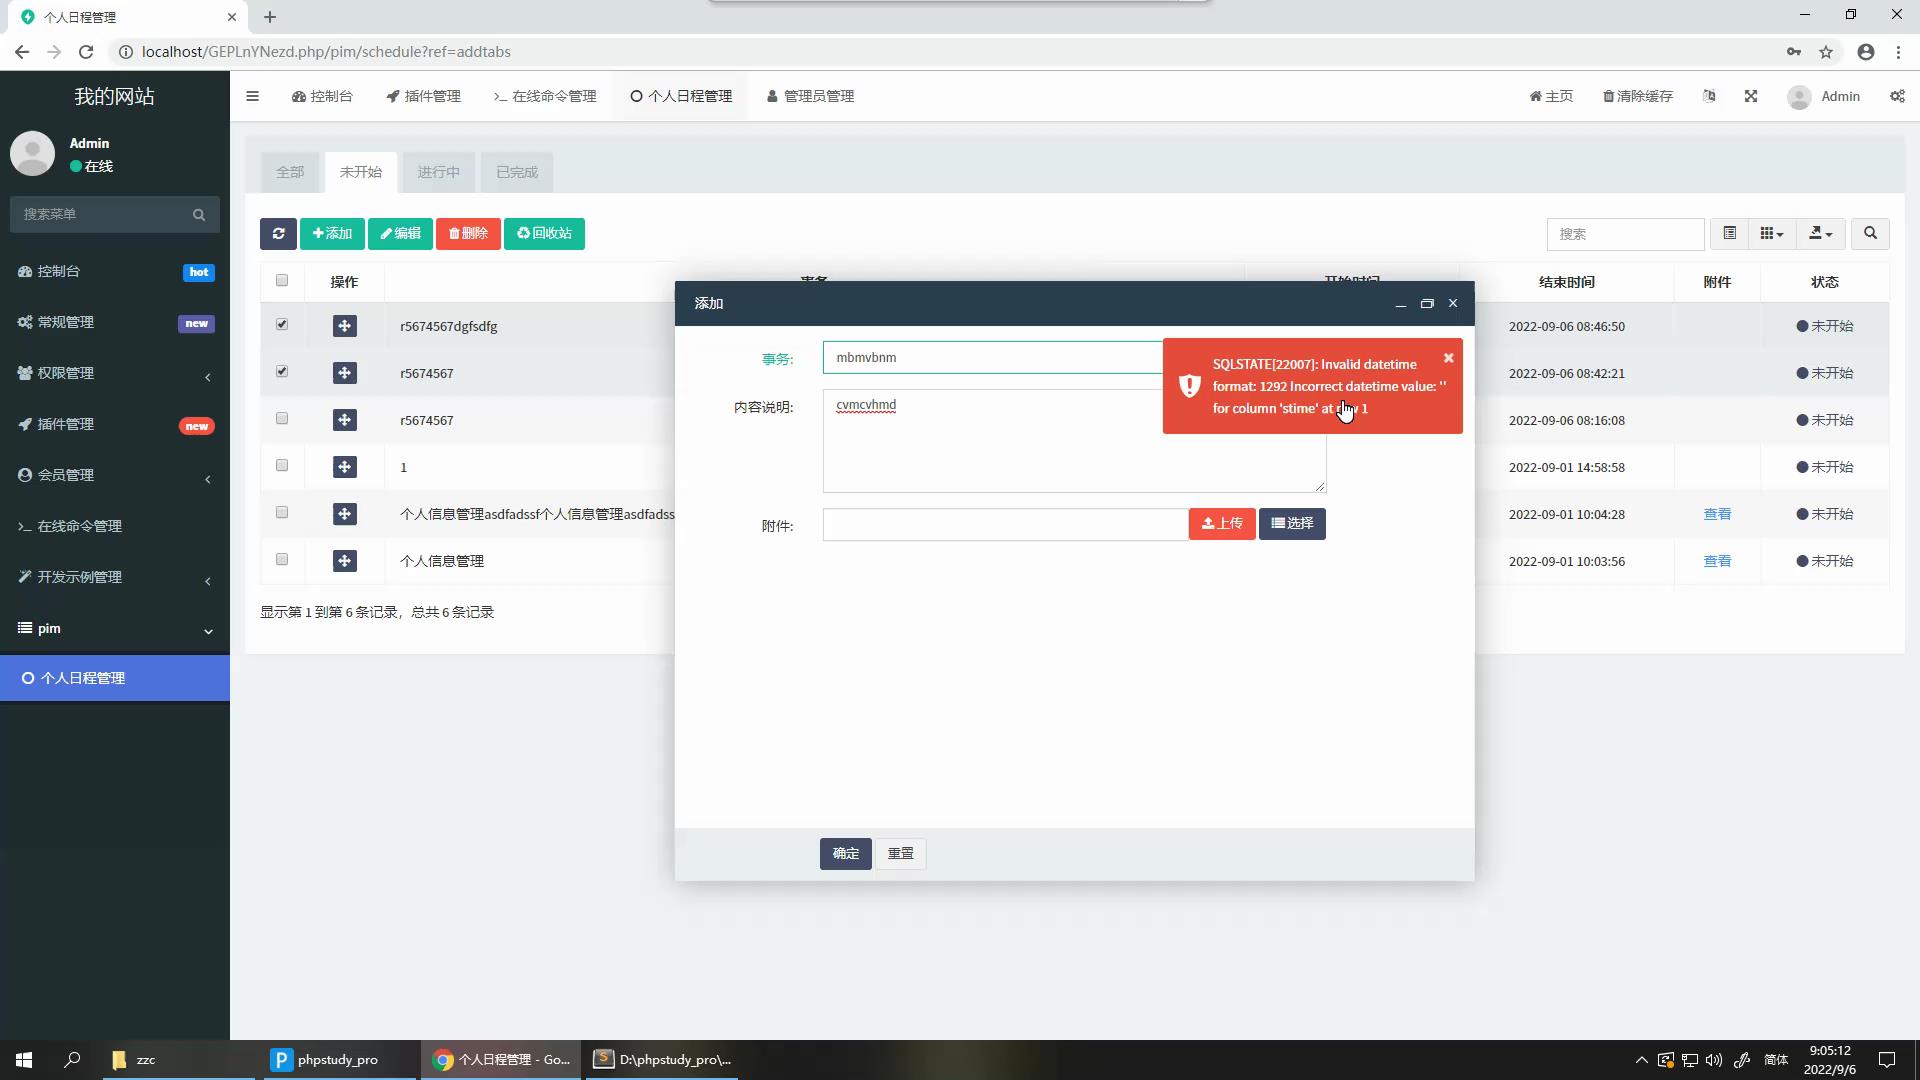 个人日程管理
localhost/GEPLnYNezd.php/pim/schedule?ref=addtabs
我的网站
控制台
插件管理
>_ 在线命令管理
个人日程管理
管理员管理
主页
清除缓存
Admin
Admin
在线
搜索菜单
控制台 hot
常规管理 new
权限管理
插件管理 new
会员管理
>_ 在线命令管理
开发示例管理
pim
个人日程管理
全部
未开始
进行中
已完成
添加
编辑
删除
回收站
搜索
操作
结束时间
附件
状态
r5674567dgfsdfg
2022-09-06 08:46:50
未开始
r5674567
2022-09-06 08:42:21
未开始
r5674567
2022-09-06 08:16:08
未开始
1
2022-09-01 14:58:58
未开始
个人信息管理asdfadssf个人信息管理asdfadss
2022-09-01 10:04:28
查看
未开始
个人信息管理
2022-09-01 10:03:56
查看
未开始
显示第 1 到第 6 条记录，总共 6 条记录
添加
事务:
mbmvbnm
内容说明:
cvmcvhmd
附件:
上传
选择
SQLSTATE[22007]: Invalid datetime
format: 1292 Incorrect datetime value: ''
for column 'stime' at 1
确定
重置
zzc
phpstudy_pro
个人日程管理 - Go...
D:\phpstudy_pro\...
简体
9:05:12
2022/9/6